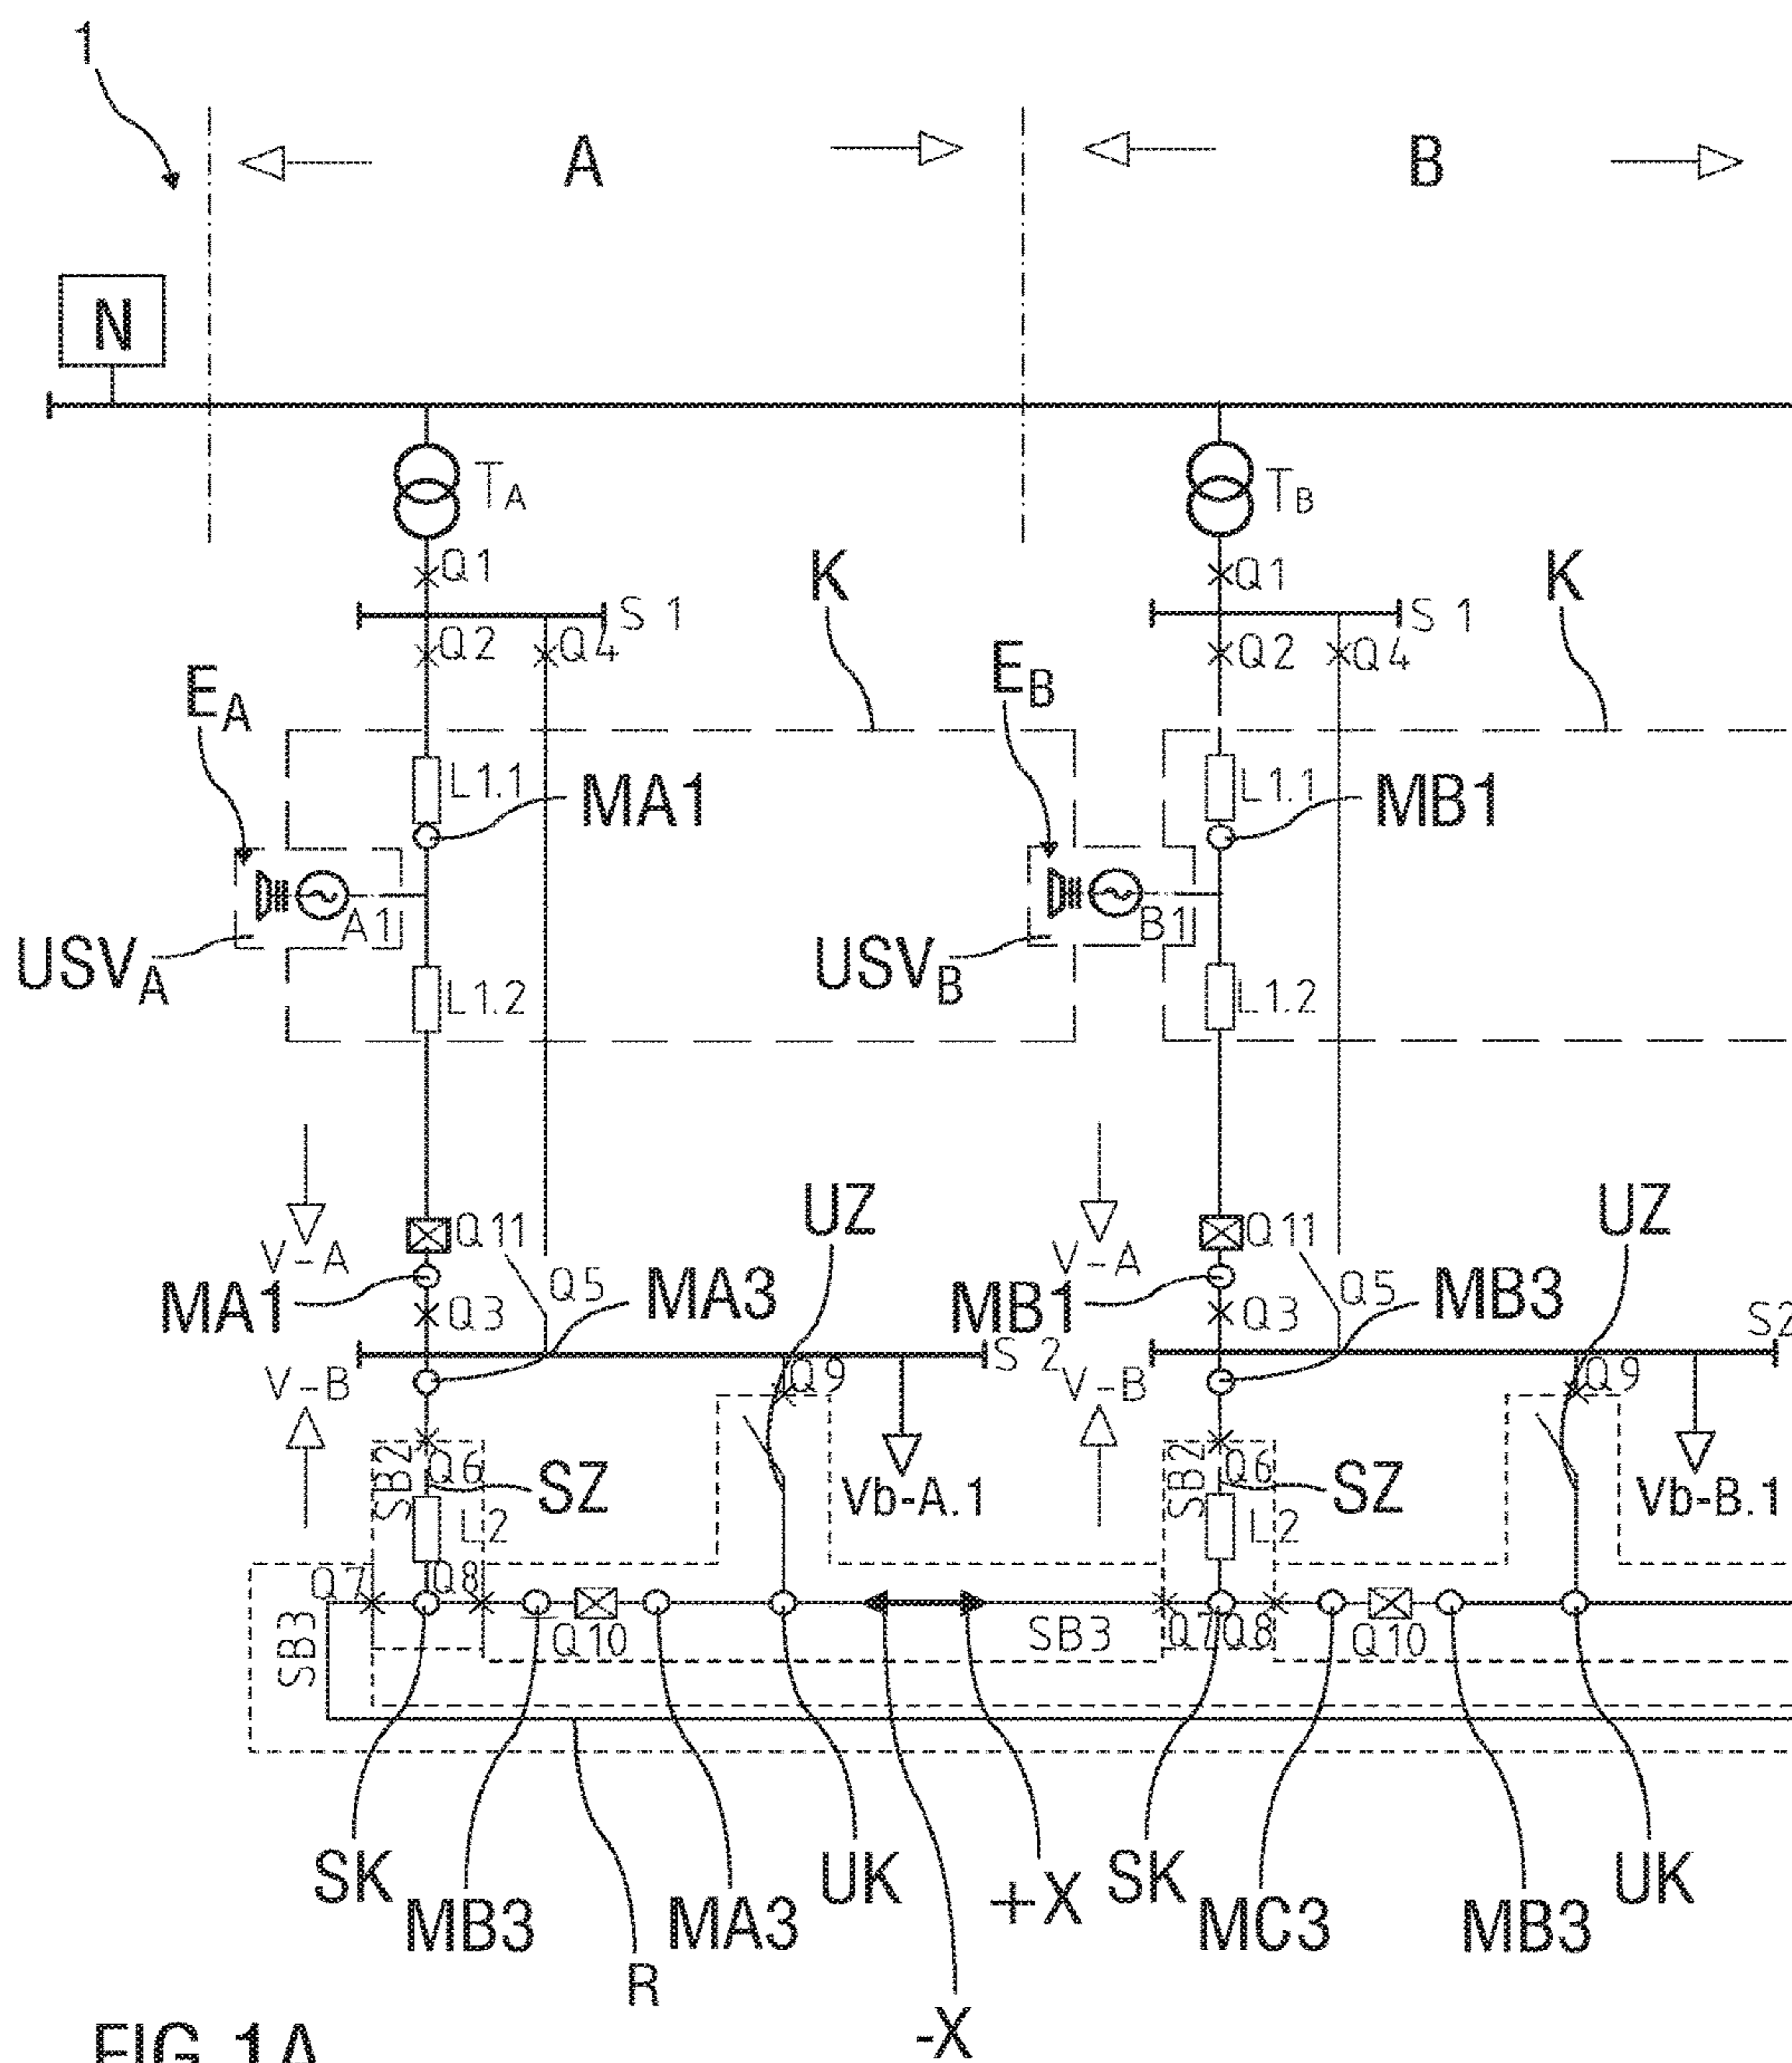 1
A
B
N
TA
TB
Q1
K
Q1
K
S 1
S 1
Q2
Q4
Q2
Q4
EA
EB
L1.1
MA1
L1.1
MB1
A1
B1
USVA
USVB
L1.2
L1.2
UZ
UZ
Q11
Q11
V-A
V-A
MA1
Q3
Q5
MA3
MB1
Q3
Q5
MB3
S2
S 2
V-B
Q9
V-B
Q9
SB2
Q6
SZ
Vb-A.1
SB2
Q6
SZ
Vb-B.1
L2
L2
Q7
Q8
SB3
Q10
SB3
Q7
Q8
Q10
SK
MB3
MA3
UK
+X
SK
MC3
MB3
UK
R
-X
FIG 1A